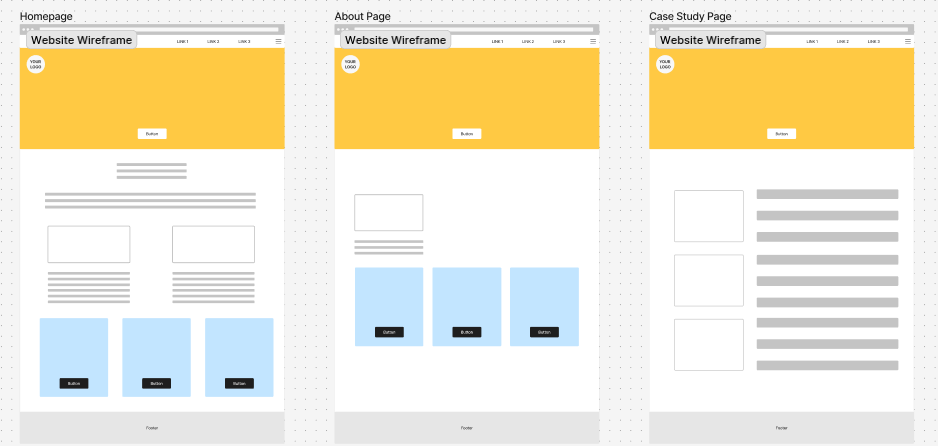 Homepage
Website Wireframe
LINK 1 LINK 2 LINK 3
YOUR
LOGO
Button
Button Button Button
Footer
About Page
Website Wireframe
LINK 1 LINK 2 LINK 3
YOUR
LOGO
Button
Button Button Button
Footer
Case Study Page
Website Wireframe
LINK 1 LINK 2 LINK 3
YOUR
LOGO
Button
Footer